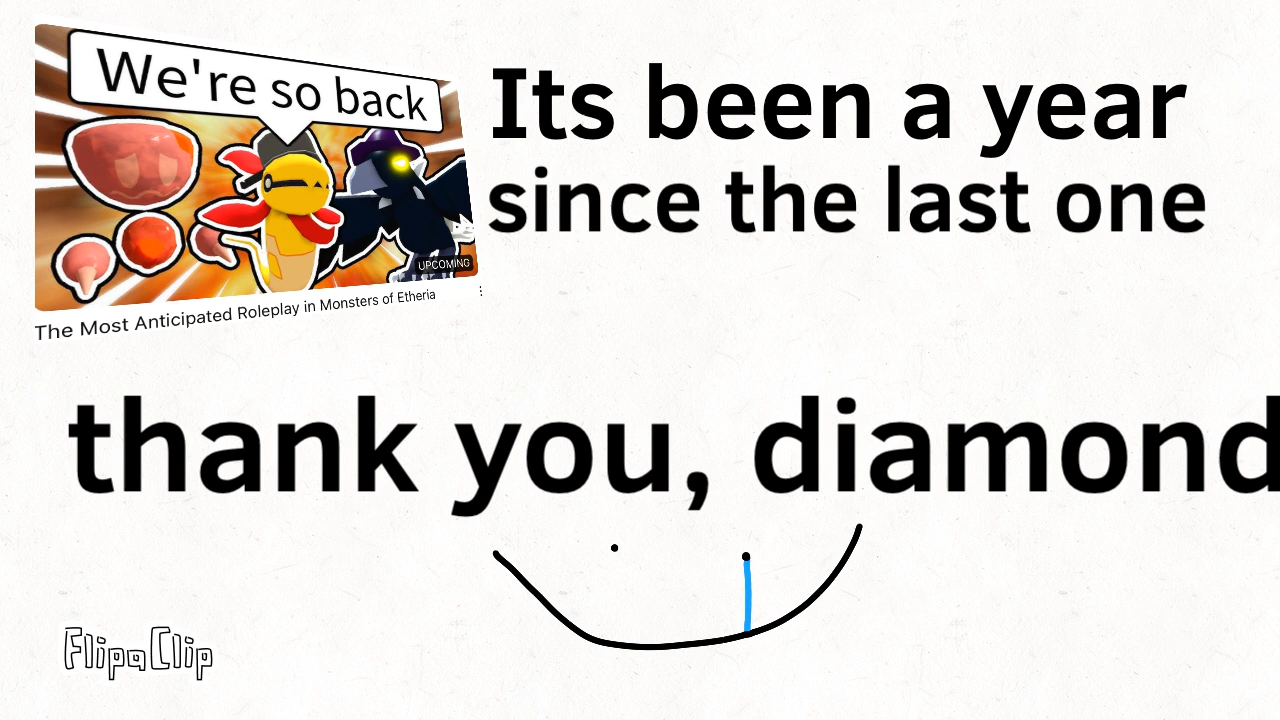 We're so back
UPCOMING
The Most Anticipated Roleplay in Monsters of Etheria
Its been a year
since the last one
thank you, diamond
FlipaClip